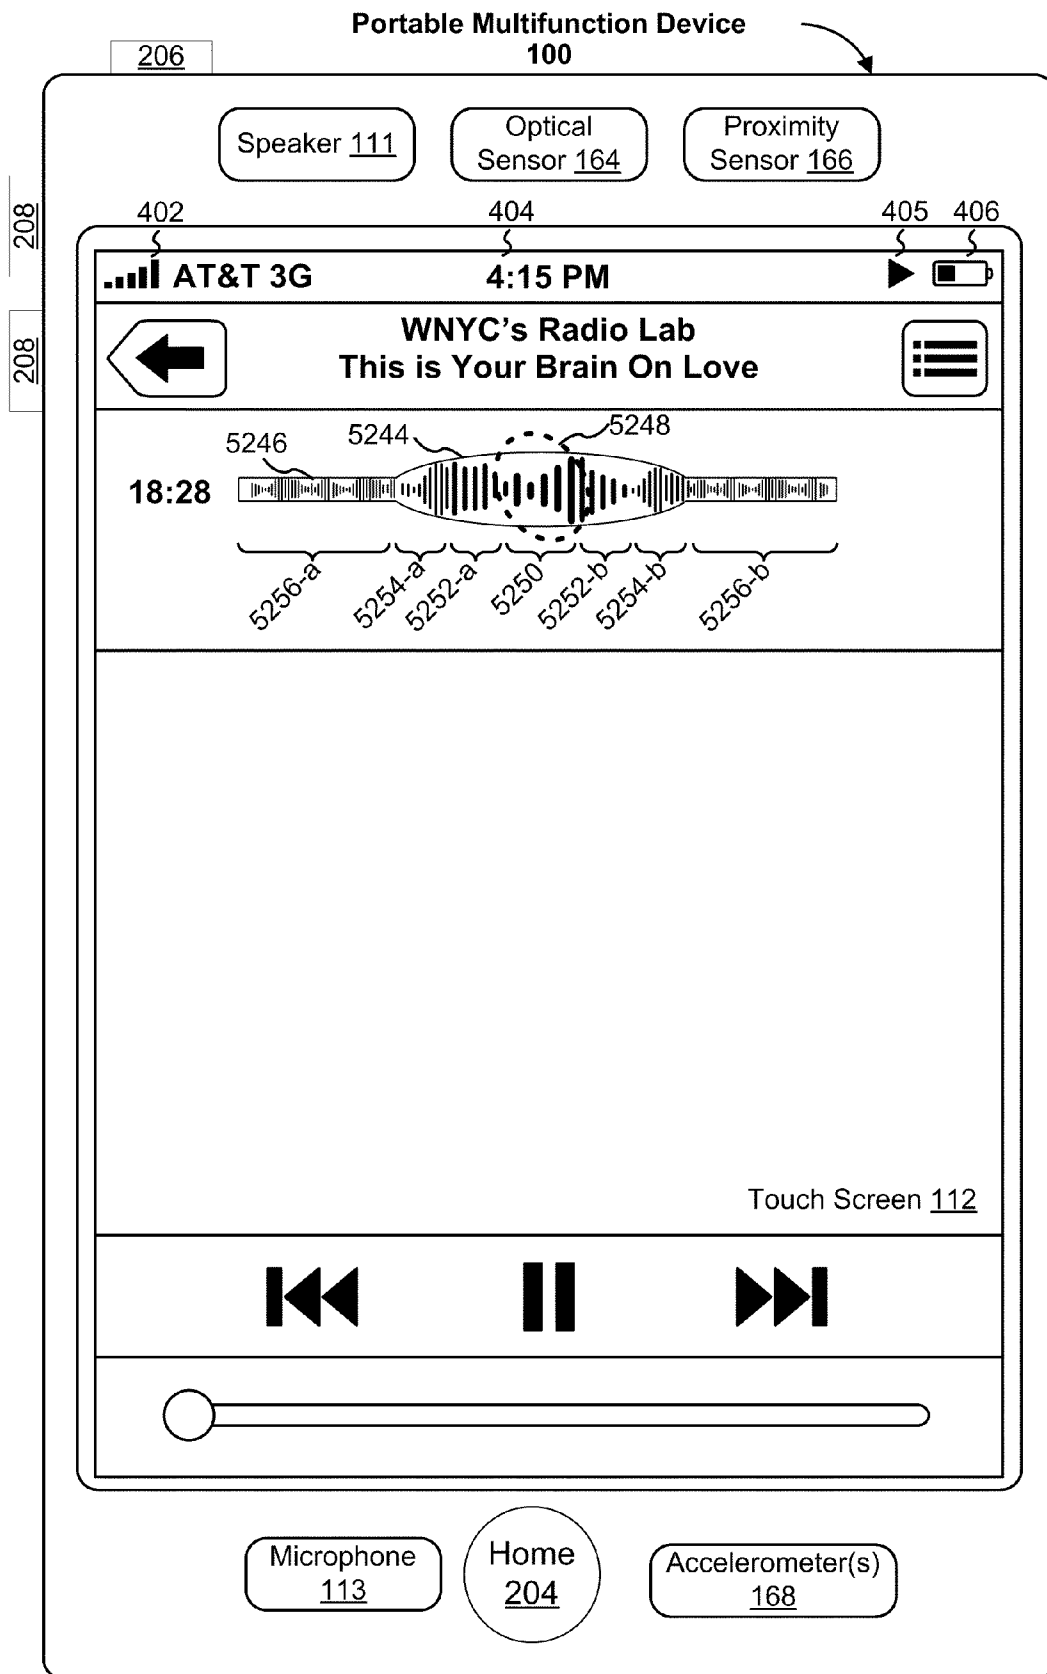 Portable Multifunction Device
100
206
Speaker 111
Optical
Sensor 164
Proximity
Sensor 166
208
208
402
404
405
406
AT&T 3G
4:15 PM
WNYC's Radio Lab
This is Your Brain On Love
5246
5244
5248
18:28
5256-a
5254-a
5252-a
5250
5252-b
5254-b
5256-b
Touch Screen 112
Microphone
113
Home
204
Accelerometer(s)
168